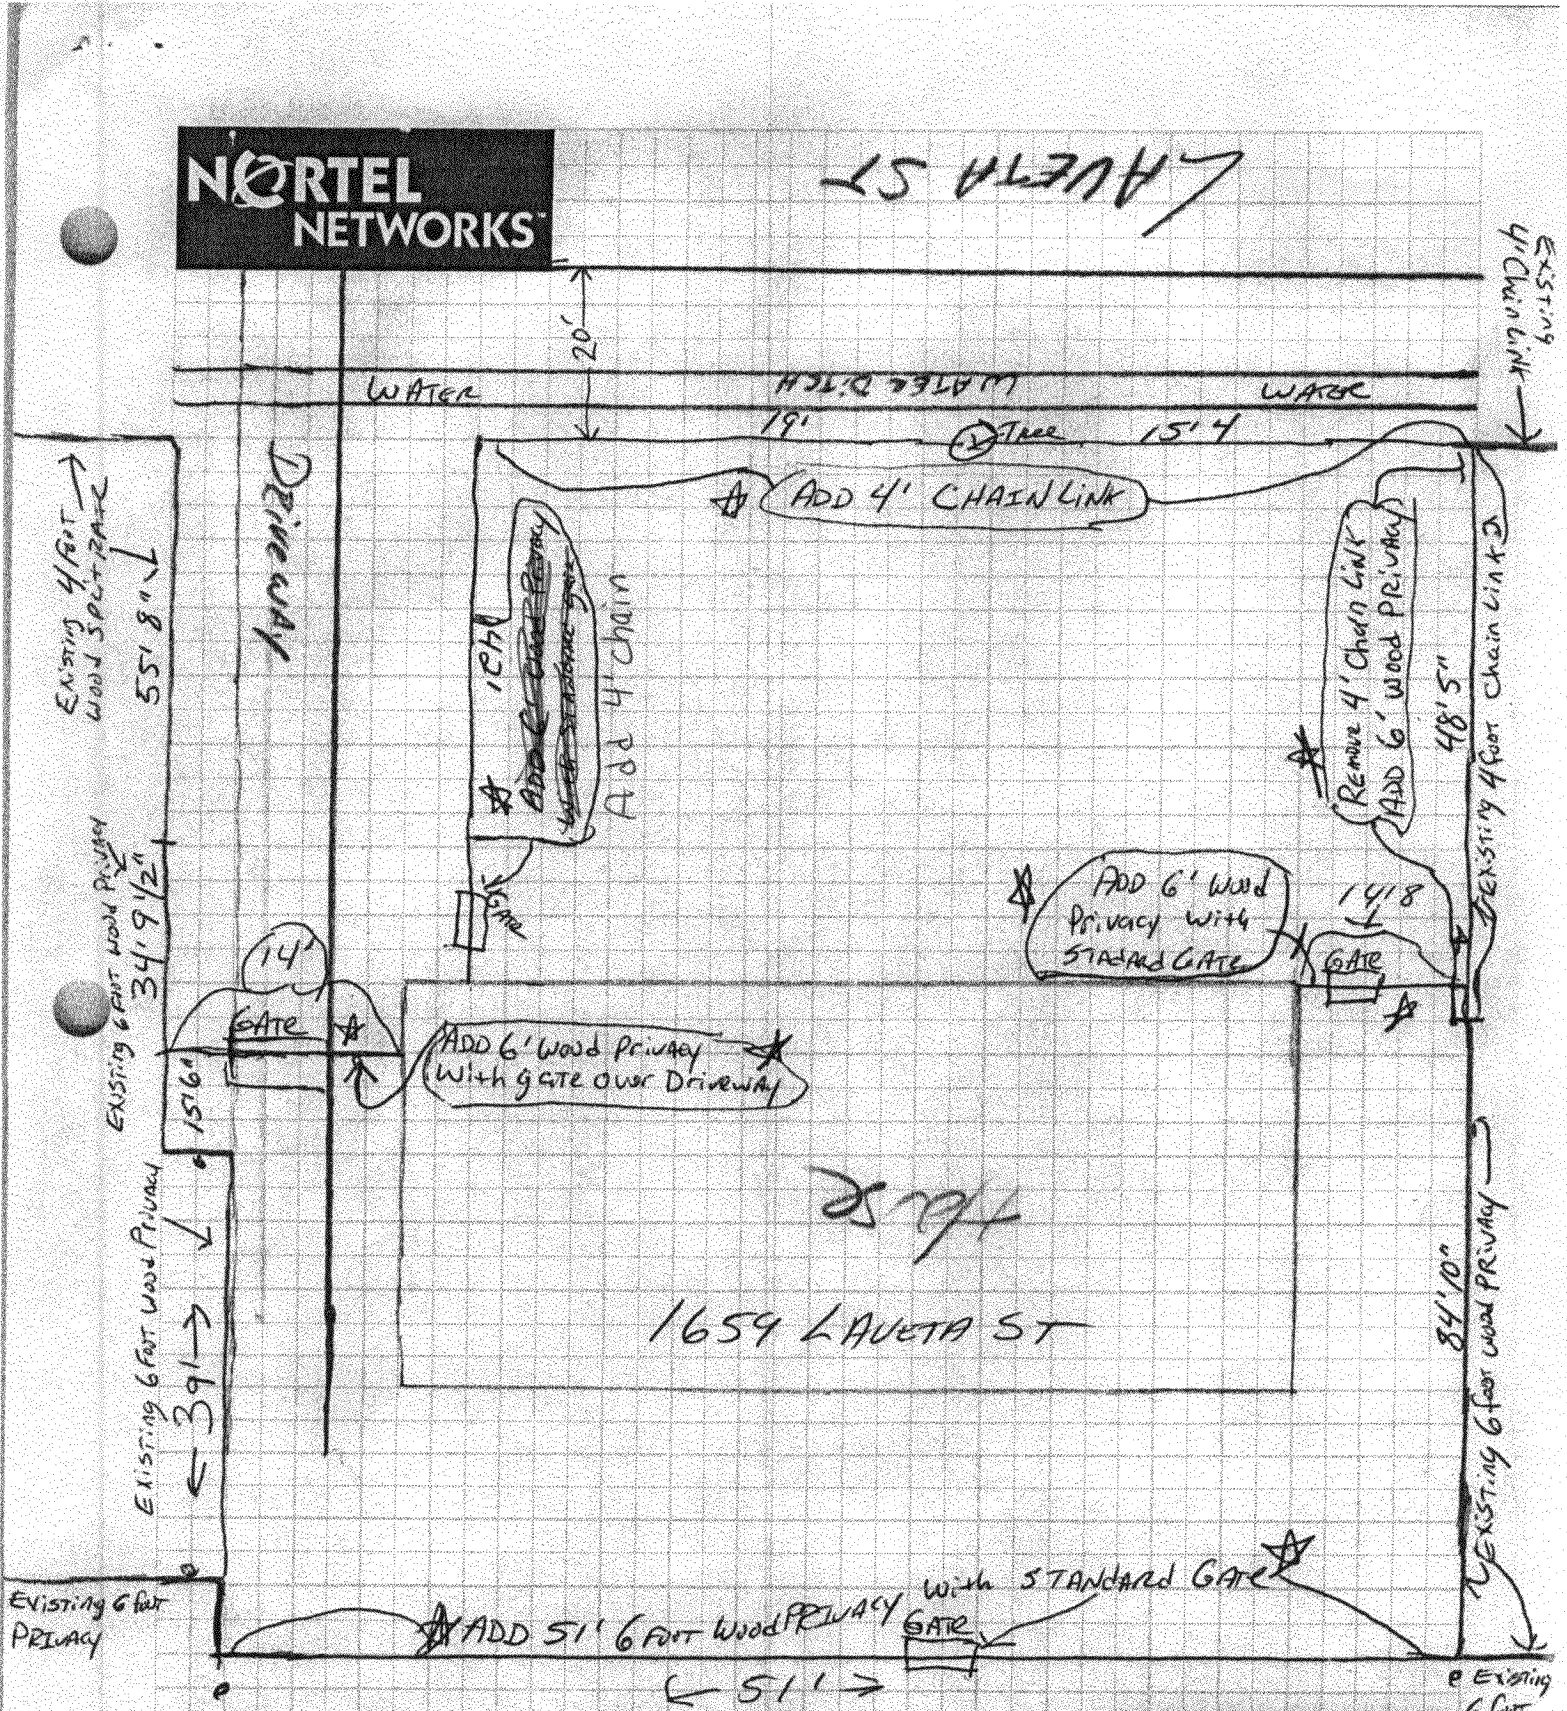 NORTEL
NETWORKS
LAVETA ST
EXISTING
4' Chain Link
20'
WATER
WATER DITCH
WATER
19'
Tree
15'4
ADD 4' CHAIN LINK
Driveway
Existing 4 foot
Wood Split Rail
55' 8"
Add 4' chain
Remove 4' Chain Link
ADD 6' Wood PRIVACY
48' 5"
EXISTING 4 foot Chain Link
Existing 6 foot Wood Privacy
34' 9 1/2"
GATE
ADD 6' Wood
Privacy With
STANDARD GATE
14'8
GATE
14'
GATE
ADD 6' Wood Privacy
With gate over Driveway
15'6"
House
1659 LAVETA ST
Existing 6 Foot Wood Privacy
39'
84' 10"
EXISTING 6 foot wood PRIVACY
Existing 6 foot
PRIVACY
ADD 51' 6 FOOT Wood PRIVACY
With STANDARD GATE
GATE
51'
Existing
6 foot